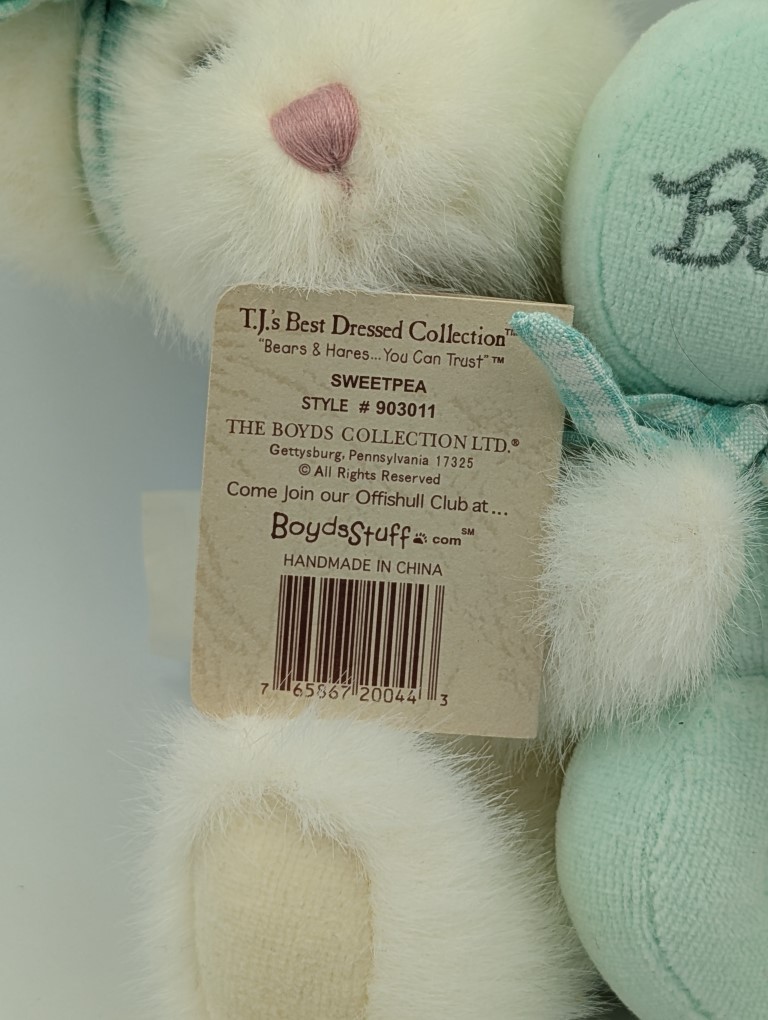 T.J.'s Best Dressed Collection™
"Bears & Hares...You Can Trust"™
SWEETPEA
STYLE # 903011
THE BOYDS COLLECTION LTD.®
Gettysburg, Pennsylvania 17325
© All Rights Reserved
Come Join our Offishull Club at...
BoydsStuff.com℠
HANDMADE IN CHINA
7 65867 20044 3